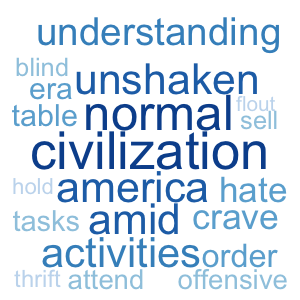 understanding
blind unshaken
era
table normal flout
sell
civilization
hold america hate
tasks amid crave
activities order
thrift attend offensive